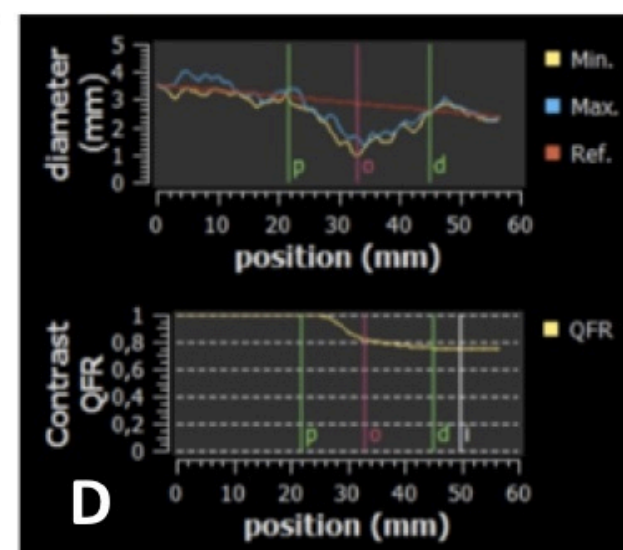 diameter (mm)
5
4
3
2
1
0
p
o
d
0 10 20 30 40 50 60
position (mm)
Min.
Max.
Ref.
Contrast QFR
1
0,8
0,6
0,4
0,2
0
p
o
d
i
0 10 20 30 40 50 60
position (mm)
QFR
D